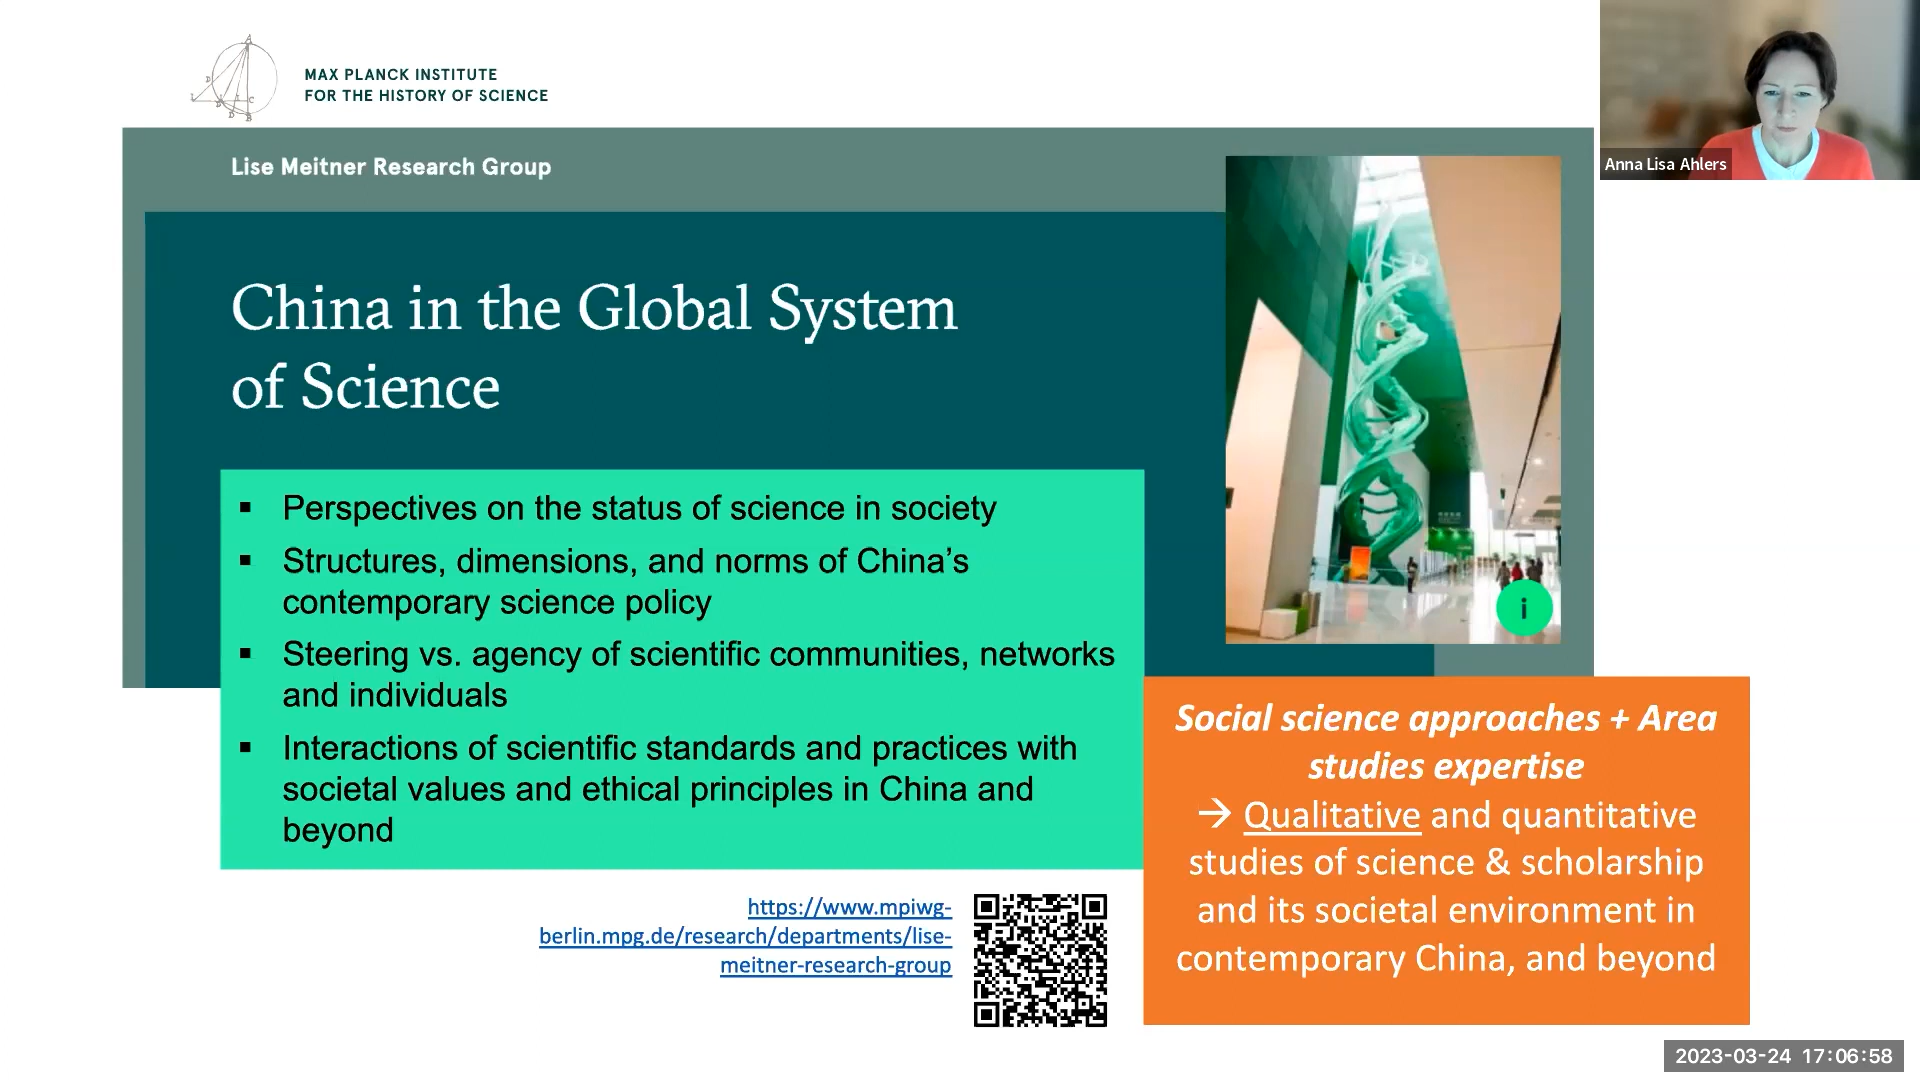 MAX PLANCK INSTITUTE
FOR THE HISTORY OF SCIENCE
Anna Lisa Ahlers
Lise Meitner Research Group
China in the Global System
of Science
▪ Perspectives on the status of science in society
▪ Structures, dimensions, and norms of China’s
contemporary science policy
▪ Steering vs. agency of scientific communities, networks
and individuals
▪ Interactions of scientific standards and practices with
societal values and ethical principles in China and
beyond
i
Social science approaches + Area
studies expertise
→ Qualitative and quantitative
studies of science & scholarship
and its societal environment in
contemporary China, and beyond
https://www.mpiwg-
berlin.mpg.de/research/departments/lise-
meitner-research-group
2023-03-24 17:06:58